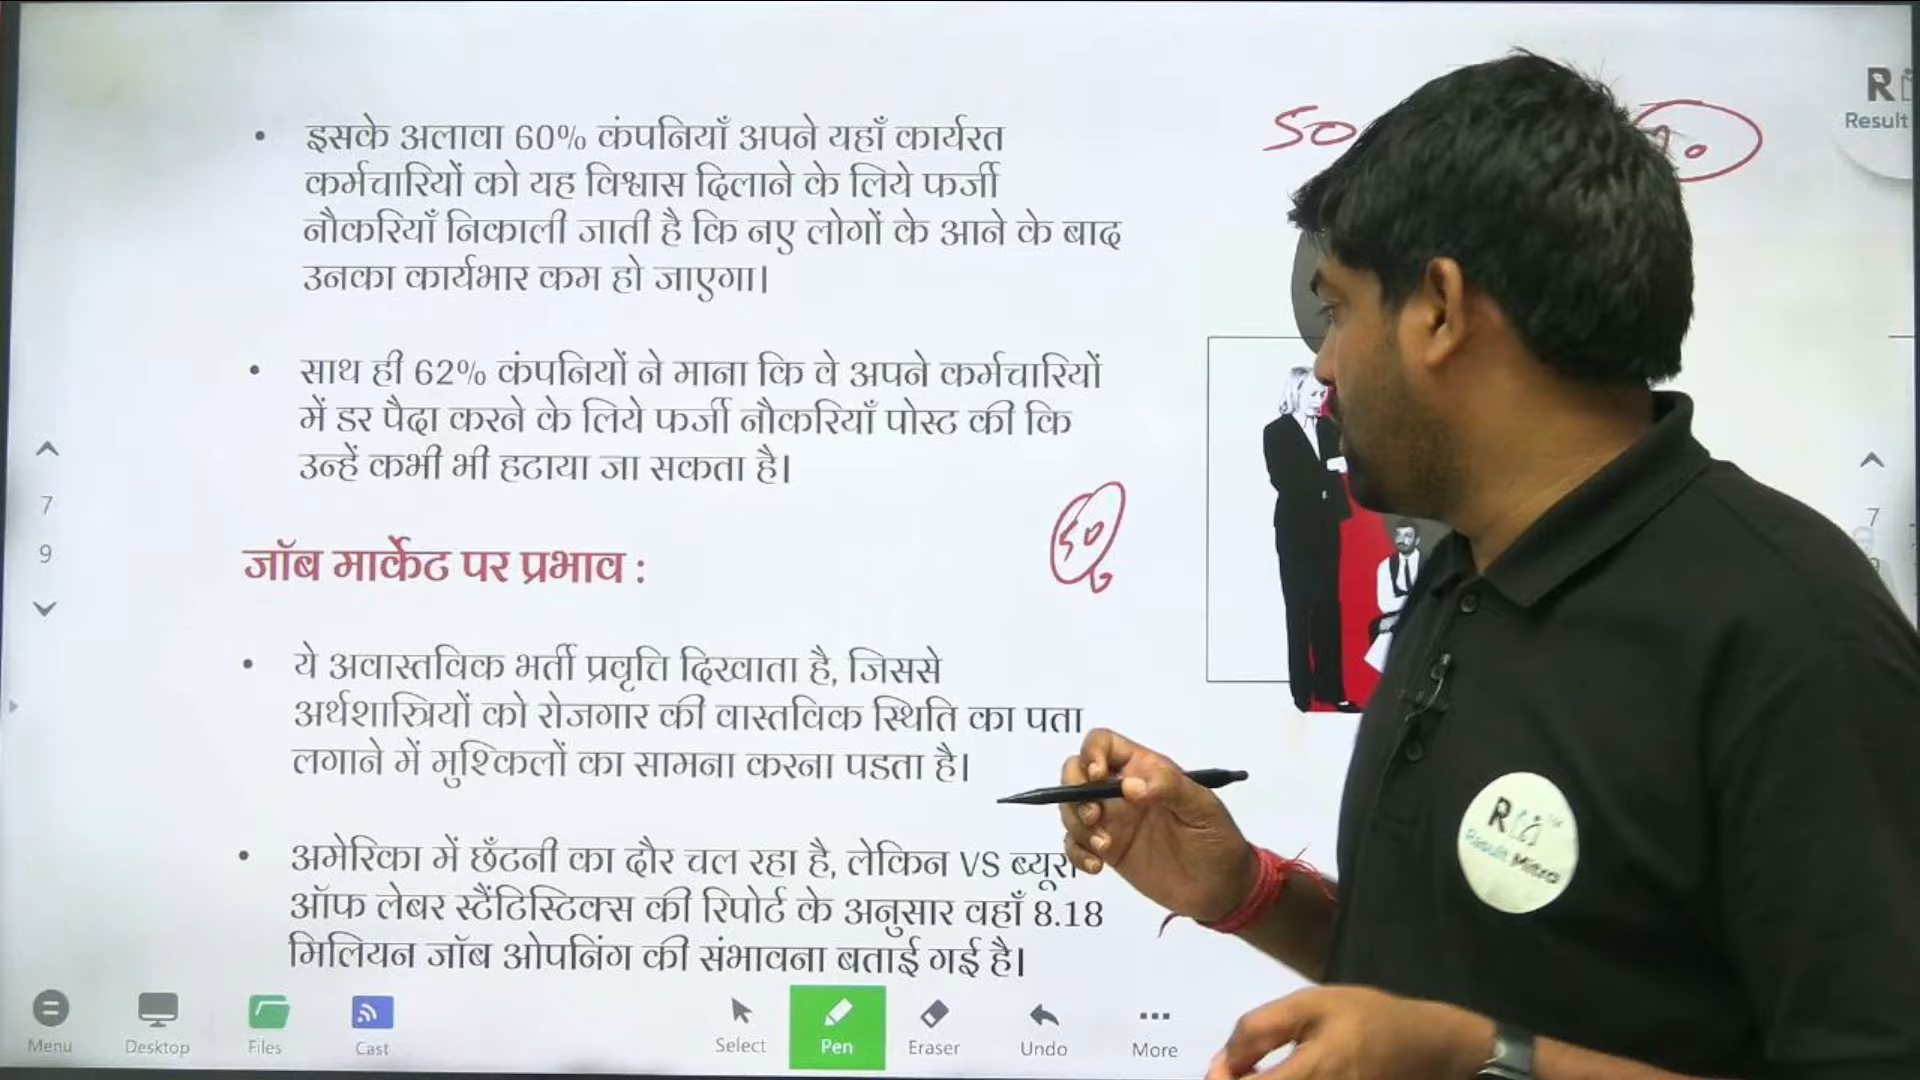 • इसके अलावा 60% कंपनियाँ अपने यहाँ कार्यरत
कर्मचारियों को यह विश्वास दिलाने के लिये फर्जी
नौकरियाँ निकाली जाती है कि नए लोगों के आने के बाद
उनका कार्यभार कम हो जाएगा।
• साथ ही 62% कंपनियों ने माना कि वे अपने कर्मचारियों
में डर पैदा करने के लिये फर्जी नौकरियाँ पोस्ट की कि
उन्हें कभी भी हटाया जा सकता है।
जॉब मार्केट पर प्रभाव :
• ये अवास्तविक भर्ती प्रवृत्ति दिखाता है, जिससे
अर्थशास्त्रियों को रोजगार की वास्तविक स्थिति का पता
लगाने में मुश्किलों का सामना करना पडता है।
• अमेरिका में छँटनी का दौर चल रहा है, लेकिन VS ब्यूरो
ऑफ लेबर स्टैंटिस्टिक्स की रिपोर्ट के अनुसार वहाँ 8.18
मिलियन जॉब ओपनिंग की संभावना बताई गई है।
50
50
7
9
7
R
Result
Result Mitra
Menu
Desktop
Files
Cast
Select
Pen
Eraser
Undo
More